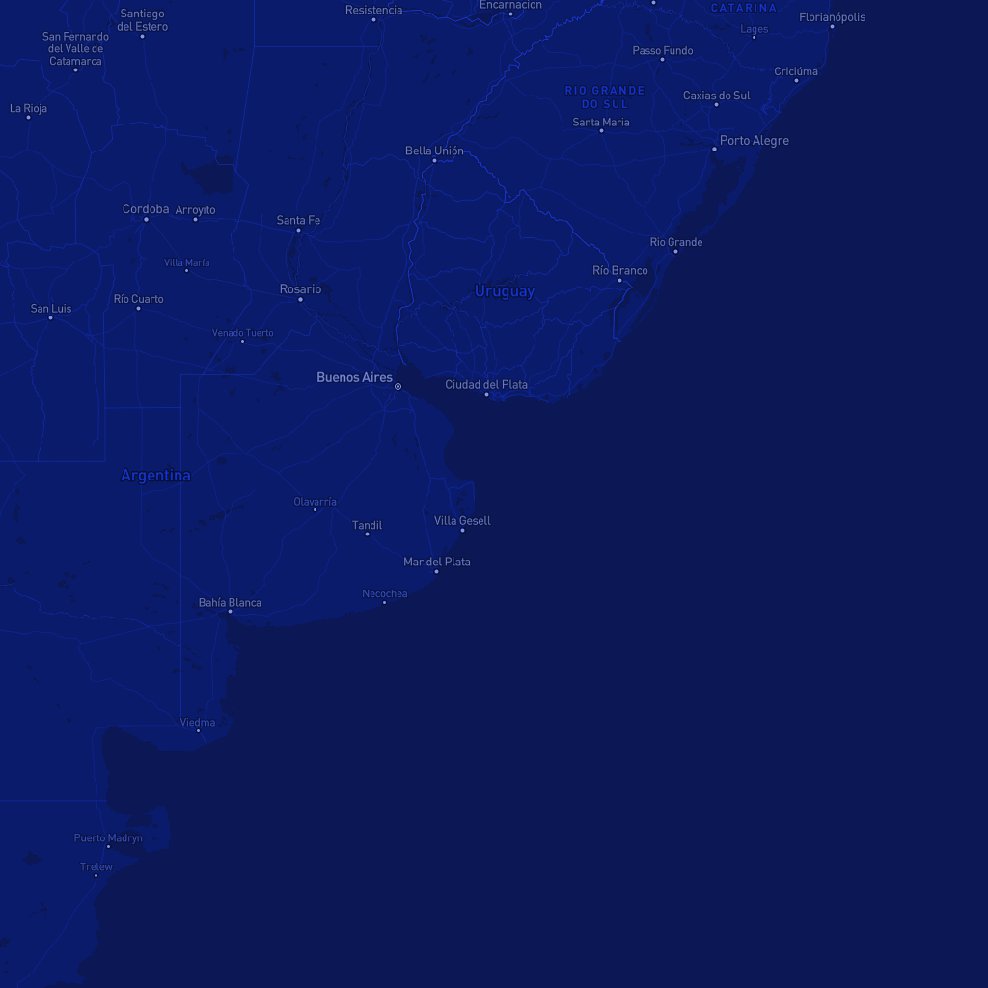 Resistencia
Encarnación
CATARINA
Santiago
del Estero
Florianópolis
Lages
San Fernando
del Valle de
Catamarca
Passo Fundo
Criciúma
RIO GRANDE
DO SUL
Caxias do Sul
La Rioja
Santa Maria
Porto Alegre
Bella Unión
Cordoba
Arroyito
Santa Fe
Rio Grande
Villa María
Río Branco
Rosario
Uruguay
Río Cuarto
San Luis
Venado Tuerto
Buenos Aires
Ciudad del Plata
Argentina
Olavarría
Tandil
Villa Gesell
Mar del Plata
Necochea
Bahía Blanca
Viedma
Puerto Madryn
Trelew